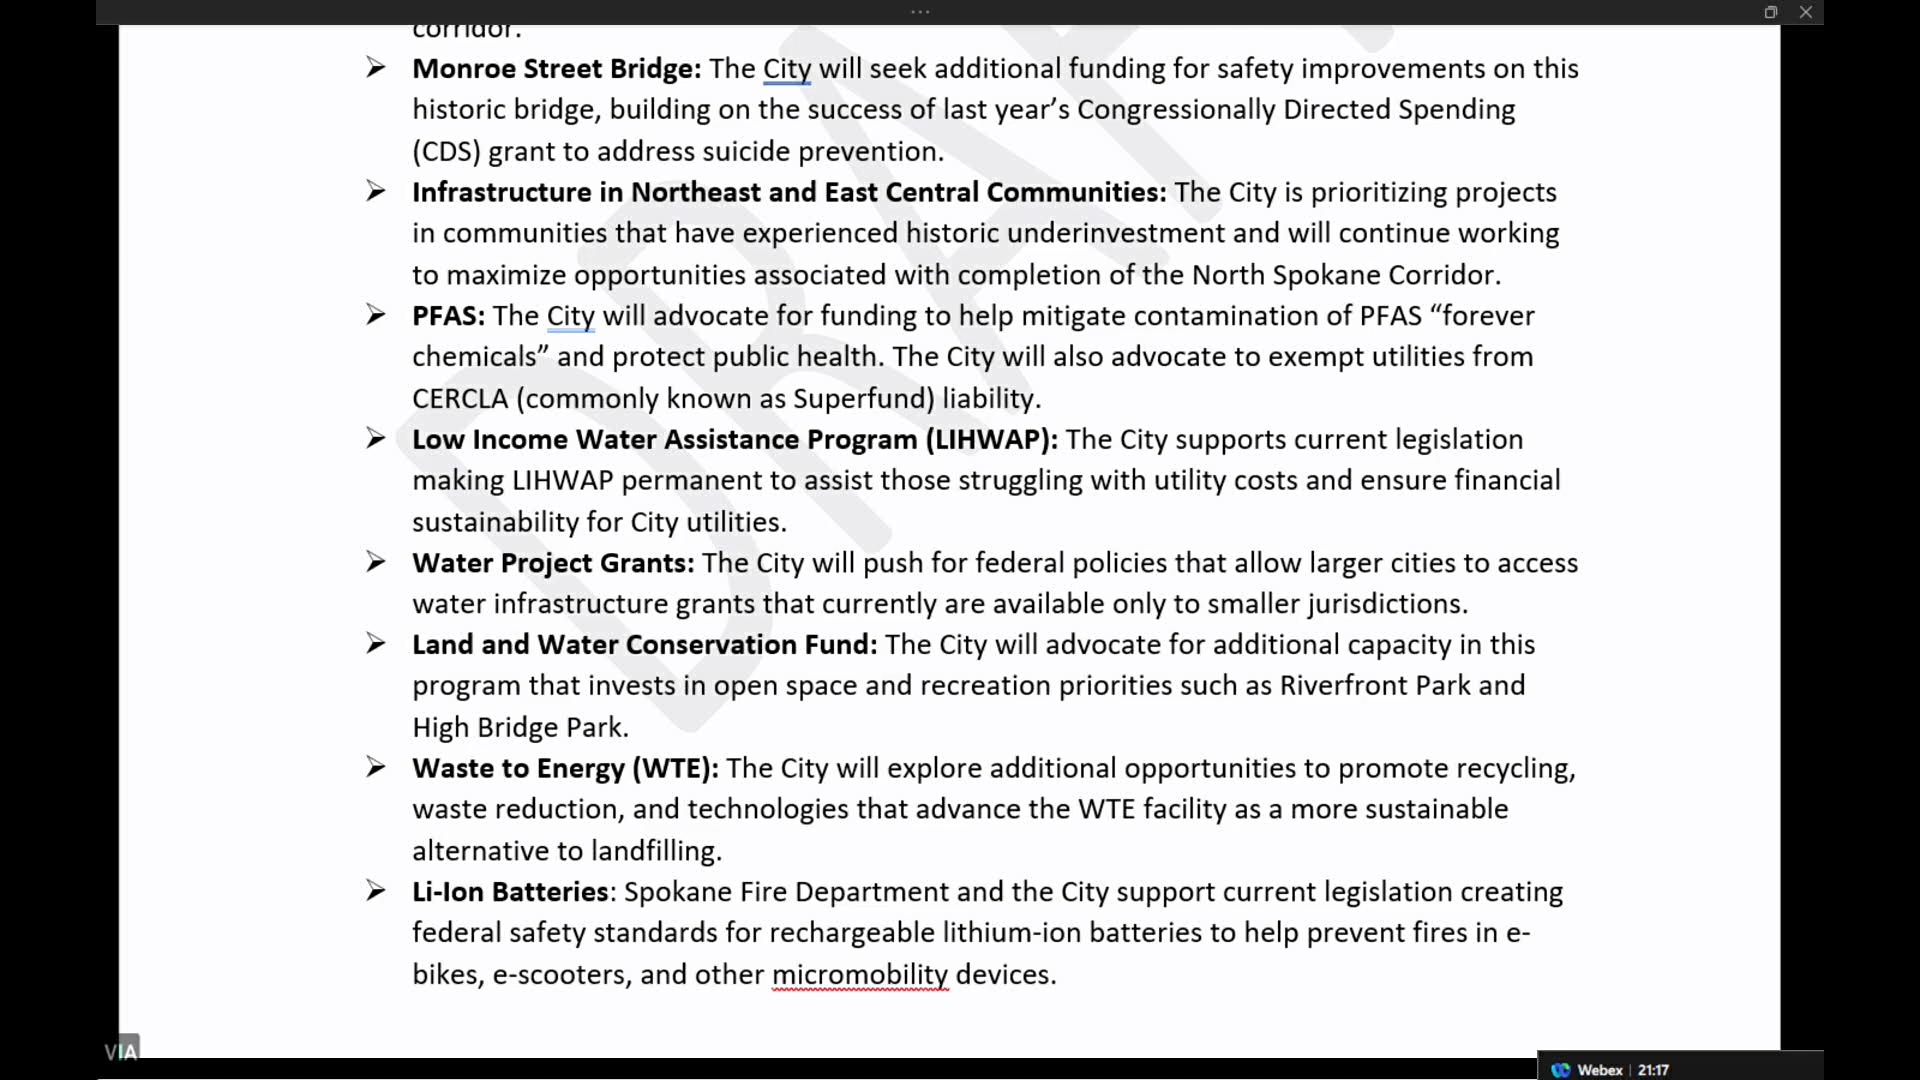 corridor.
➢ Monroe Street Bridge: The City will seek additional funding for safety improvements on this
historic bridge, building on the success of last year’s Congressionally Directed Spending
(CDS) grant to address suicide prevention.
➢ Infrastructure in Northeast and East Central Communities: The City is prioritizing projects
in communities that have experienced historic underinvestment and will continue working
to maximize opportunities associated with completion of the North Spokane Corridor.
➢ PFAS: The City will advocate for funding to help mitigate contamination of PFAS “forever
chemicals” and protect public health. The City will also advocate to exempt utilities from
CERCLA (commonly known as Superfund) liability.
➢ Low Income Water Assistance Program (LIHWAP): The City supports current legislation
making LIHWAP permanent to assist those struggling with utility costs and ensure financial
sustainability for City utilities.
➢ Water Project Grants: The City will push for federal policies that allow larger cities to access
water infrastructure grants that currently are available only to smaller jurisdictions.
➢ Land and Water Conservation Fund: The City will advocate for additional capacity in this
program that invests in open space and recreation priorities such as Riverfront Park and
High Bridge Park.
➢ Waste to Energy (WTE): The City will explore additional opportunities to promote recycling,
waste reduction, and technologies that advance the WTE facility as a more sustainable
alternative to landfilling.
➢ Li-Ion Batteries: Spokane Fire Department and the City support current legislation creating
federal safety standards for rechargeable lithium-ion batteries to help prevent fires in e-
bikes, e-scooters, and other micromobility devices.
DRAF
VIA
Webex | 21:17